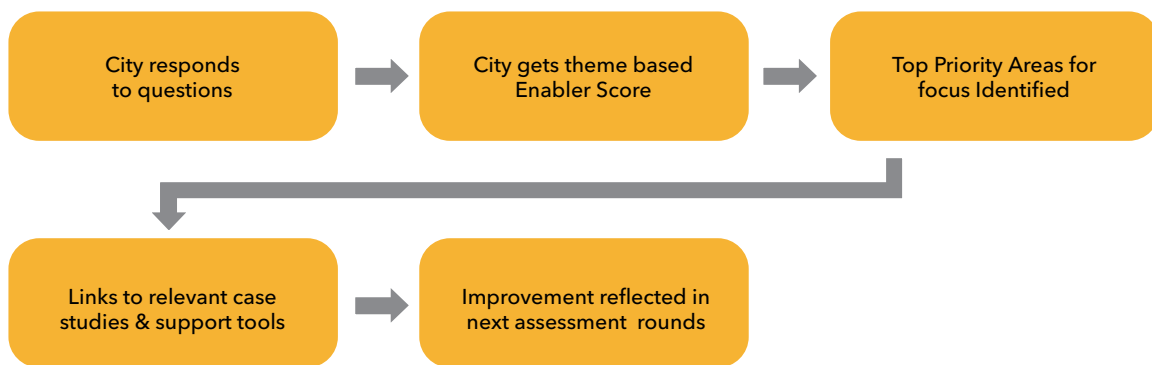 City responds
to questions
City gets theme based
Enabler Score
Top Priority Areas for
focus Identified
Links to relevant case
studies & support tools
Improvement reflected in
next assessment  rounds